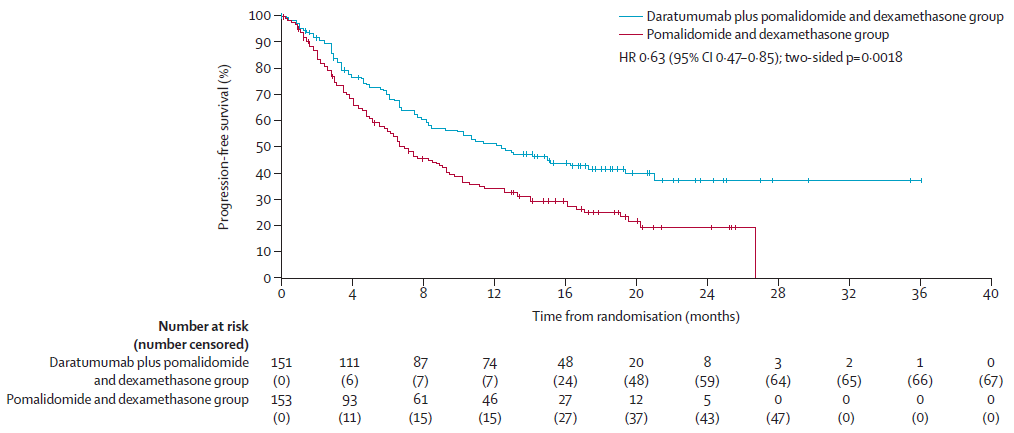 Daratumumab plus pomalidomide and dexamethasone group
Pomalidomide and dexamethasone group
HR 0·63 (95% CI 0·47–0·85); two-sided p=0·0018
Progression-free survival (%)
100
90
80
70
60
50
40
30
20
10
0
0 4 8 12 16 20 24 28 32 36 40
Time from randomisation (months)
Number at risk
(number censored)
Daratumumab plus pomalidomide 151 111 87 74 48 20 8 3 2 1 0
and dexamethasone group (0) (6) (7) (7) (24) (48) (59) (64) (65) (66) (67)
Pomalidomide and dexamethasone group 153 93 61 46 27 12 5 0 0 0 0
(0) (11) (15) (15) (27) (37) (43) (47) (0) (0) (0)